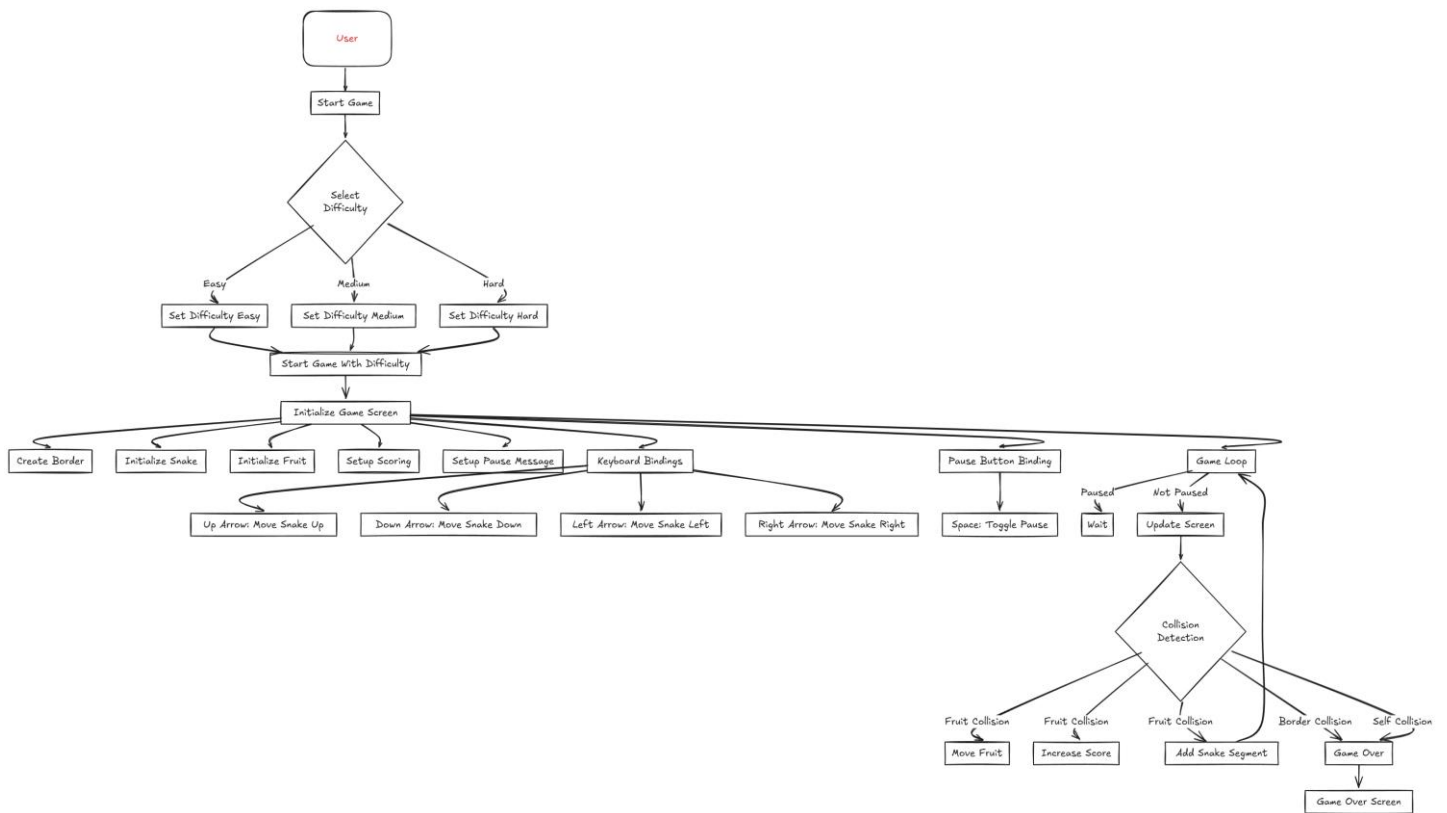 User
Start Game
Select
Difficulty
Easy
Medium
Hard
Set Difficulty Easy
Set Difficulty Medium
Set Difficulty Hard
Start Game With Difficulty
Initialize Game Screen
Create Border
Initialize Snake
Initialize Fruit
Setup Scoring
Setup Pause Message
Keyboard Bindings
Pause Button Binding
Game Loop
Paused
Not Paused
Up Arrow: Move Snake Up
Down Arrow: Move Snake Down
Left Arrow: Move Snake Left
Right Arrow: Move Snake Right
Space: Toggle Pause
Wait
Update Screen
Collision
Detection
Fruit Collision
Fruit Collision
Fruit Collision
Border Collision
Self Collision
Move Fruit
Increase Score
Add Snake Segment
Game Over
Game Over Screen